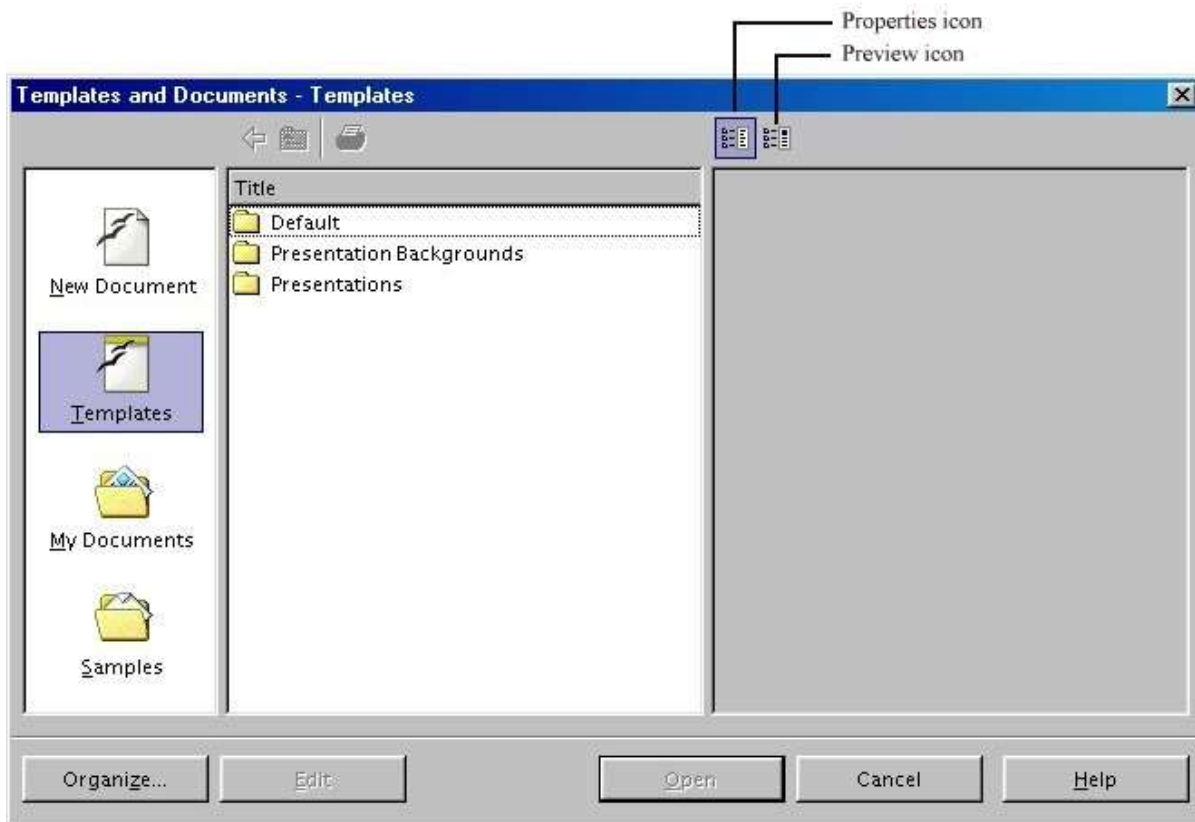 Properties icon
Preview icon
Templates and Documents - Templates
Title
Default
Presentation Backgrounds
Presentations
New Document
Templates
My Documents
Samples
Organize...
Edit
Open
Cancel
Help